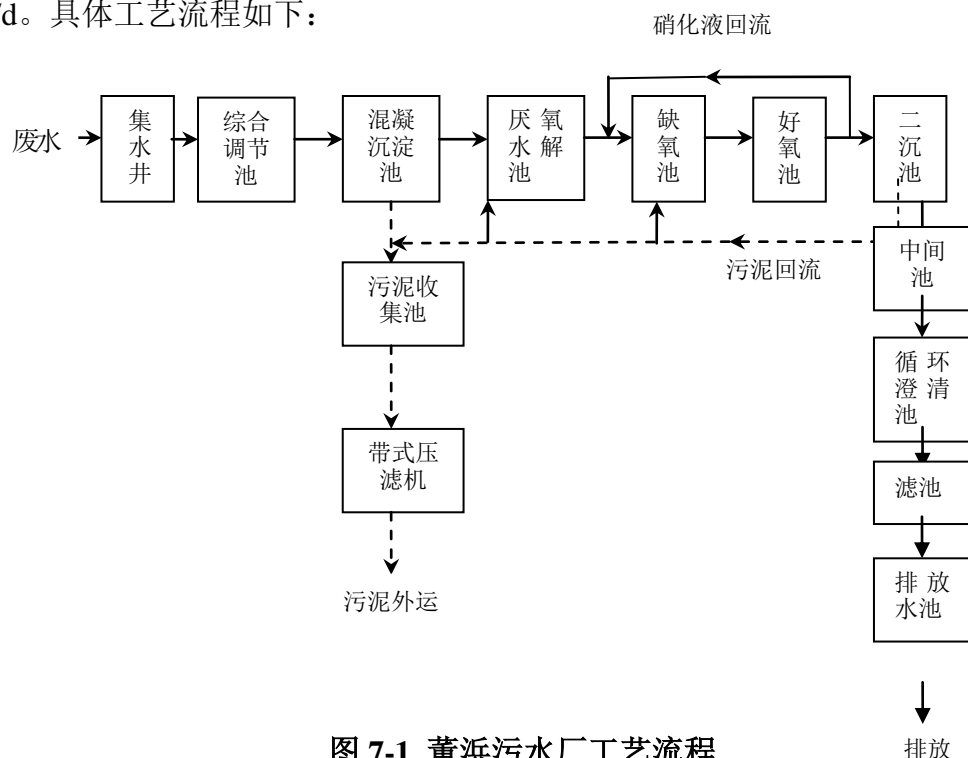 /d。具体工艺流程如下：
硝化液回流
废水
集
水
井
综合
调节
池
混凝
沉淀
池
厌 氧
水 解
池
缺
氧
池
好
氧
池
二
沉
池
污泥回流
中间
池
污泥收
集池
循 环
澄 清
池
带式压
滤机
滤池
排 放
水池
污泥外运
排放
图 7-1 董浜污水厂工艺流程